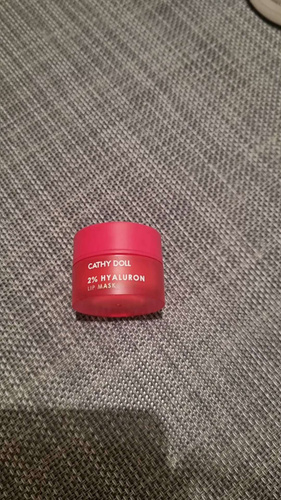 CATHY DOLL
2% HYALURON
LIP MASK